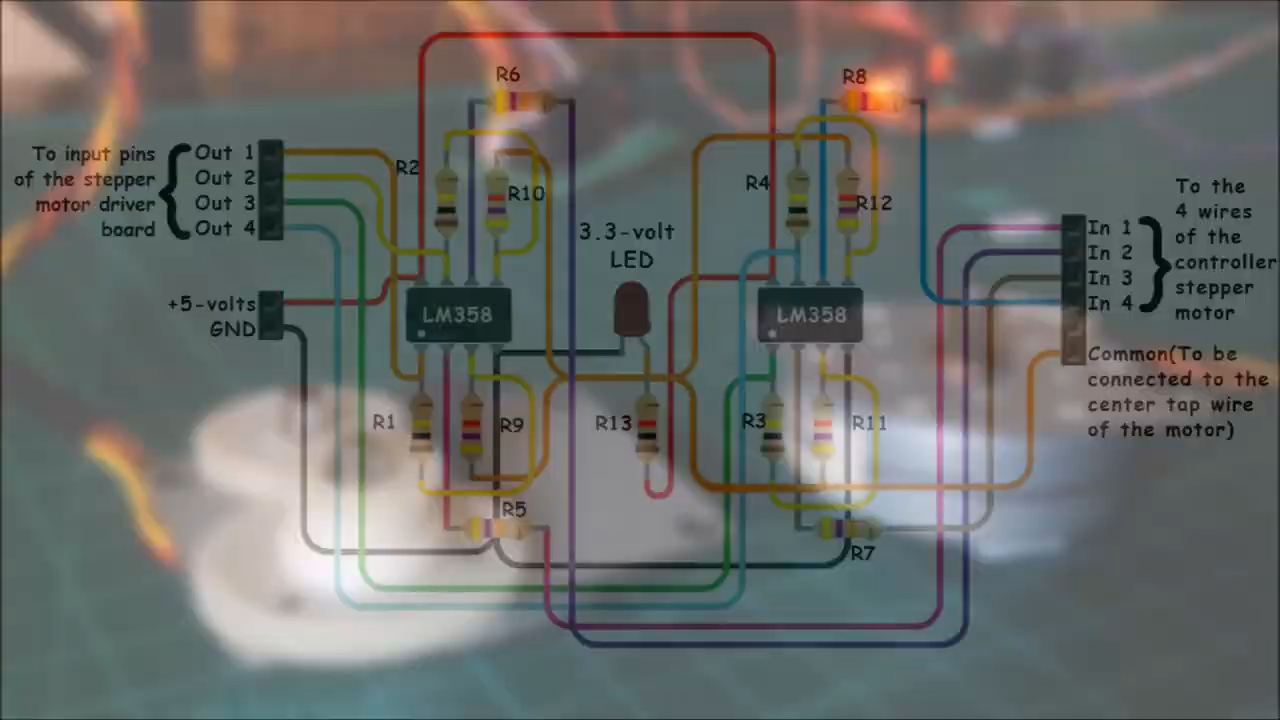 R6
R8
To input pins
of the stepper
motor driver
board
Out 1
Out 2
Out 3
Out 4
R2
R10
R4
R12
3.3-volt
LED
To the
4 wires
of the
controller
stepper
motor
In 1
In 2
In 3
In 4
+5-volts
GND
LM358
LM358
Common(To be
connected to the
center tap wire
of the motor)
R1
R9
R13
R3
R11
R5
R7